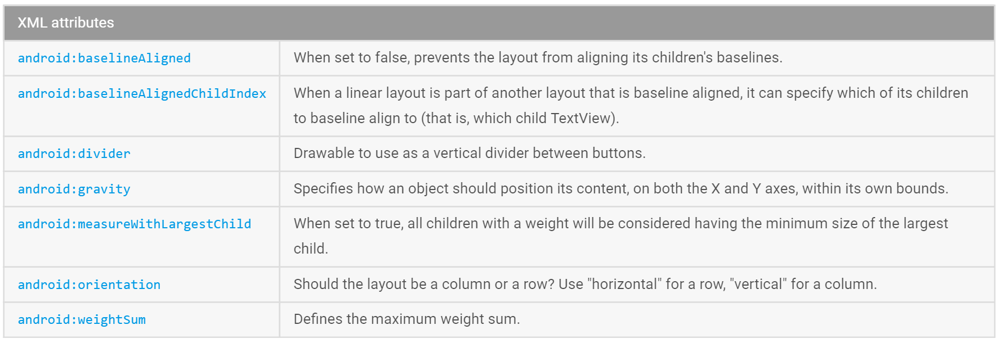 XML attributes
android:baselineAligned
When set to false, prevents the layout from aligning its children's baselines.
android:baselineAlignedChildIndex
When a linear layout is part of another layout that is baseline aligned, it can specify which of its children
to baseline align to (that is, which child TextView).
android:divider
Drawable to use as a vertical divider between buttons.
android:gravity
Specifies how an object should position its content, on both the X and Y axes, within its own bounds.
android:measureWithLargestChild
When set to true, all children with a weight will be considered having the minimum size of the largest
child.
android:orientation
Should the layout be a column or a row? Use "horizontal" for a row, "vertical" for a column.
android:weightSum
Defines the maximum weight sum.